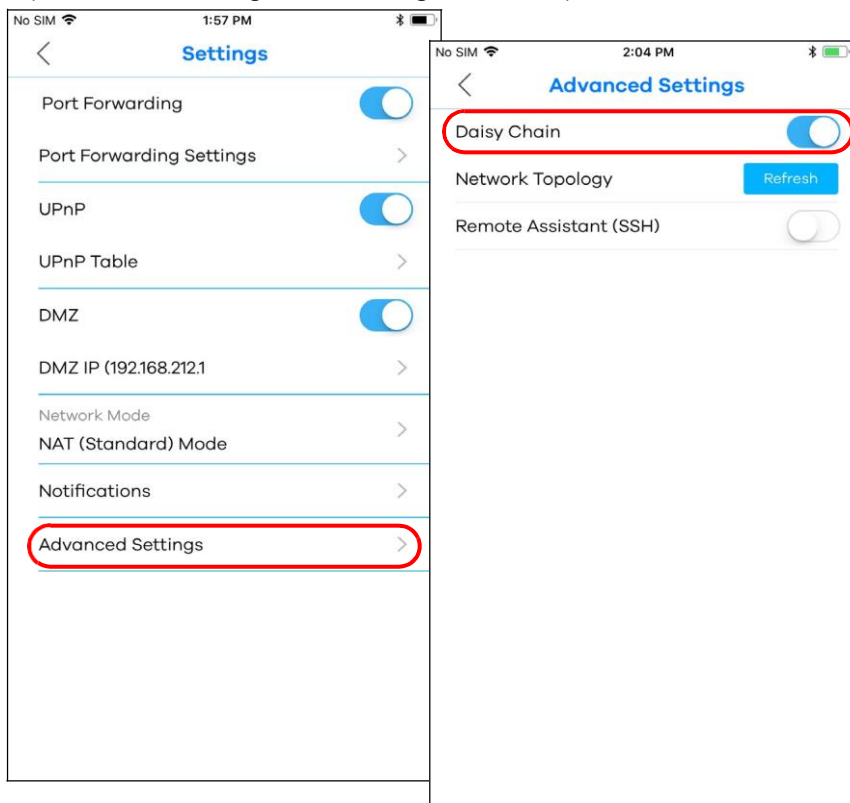 No SIM 1:57 PM
Settings
Port Forwarding
Port Forwarding Settings
UPnP
UPnP Table
DMZ
DMZ IP (192.168.212.1
Network Mode
NAT (Standard) Mode
Notifications
Advanced Settings
No SIM 2:04 PM
Advanced Settings
Daisy Chain
Network Topology Refresh
Remote Assistant (SSH)